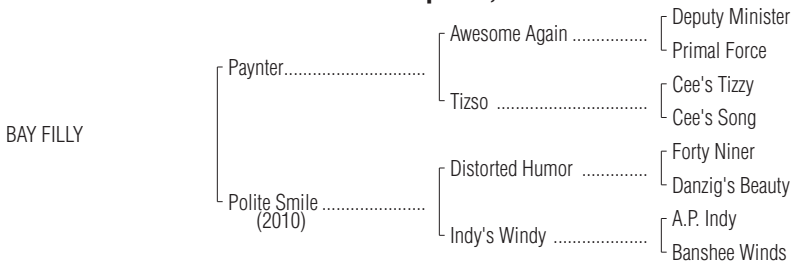 Deputy Minister
Awesome Again ................
Primal Force
Paynter..............................
Cee's Tizzy
Tizso ................................
Cee's Song
BAY FILLY
Forty Niner
Distorted Humor ..............
Danzig's Beauty
Polite Smile ......................
(2010)
A.P. Indy
Indy's Windy ....................
Banshee Winds